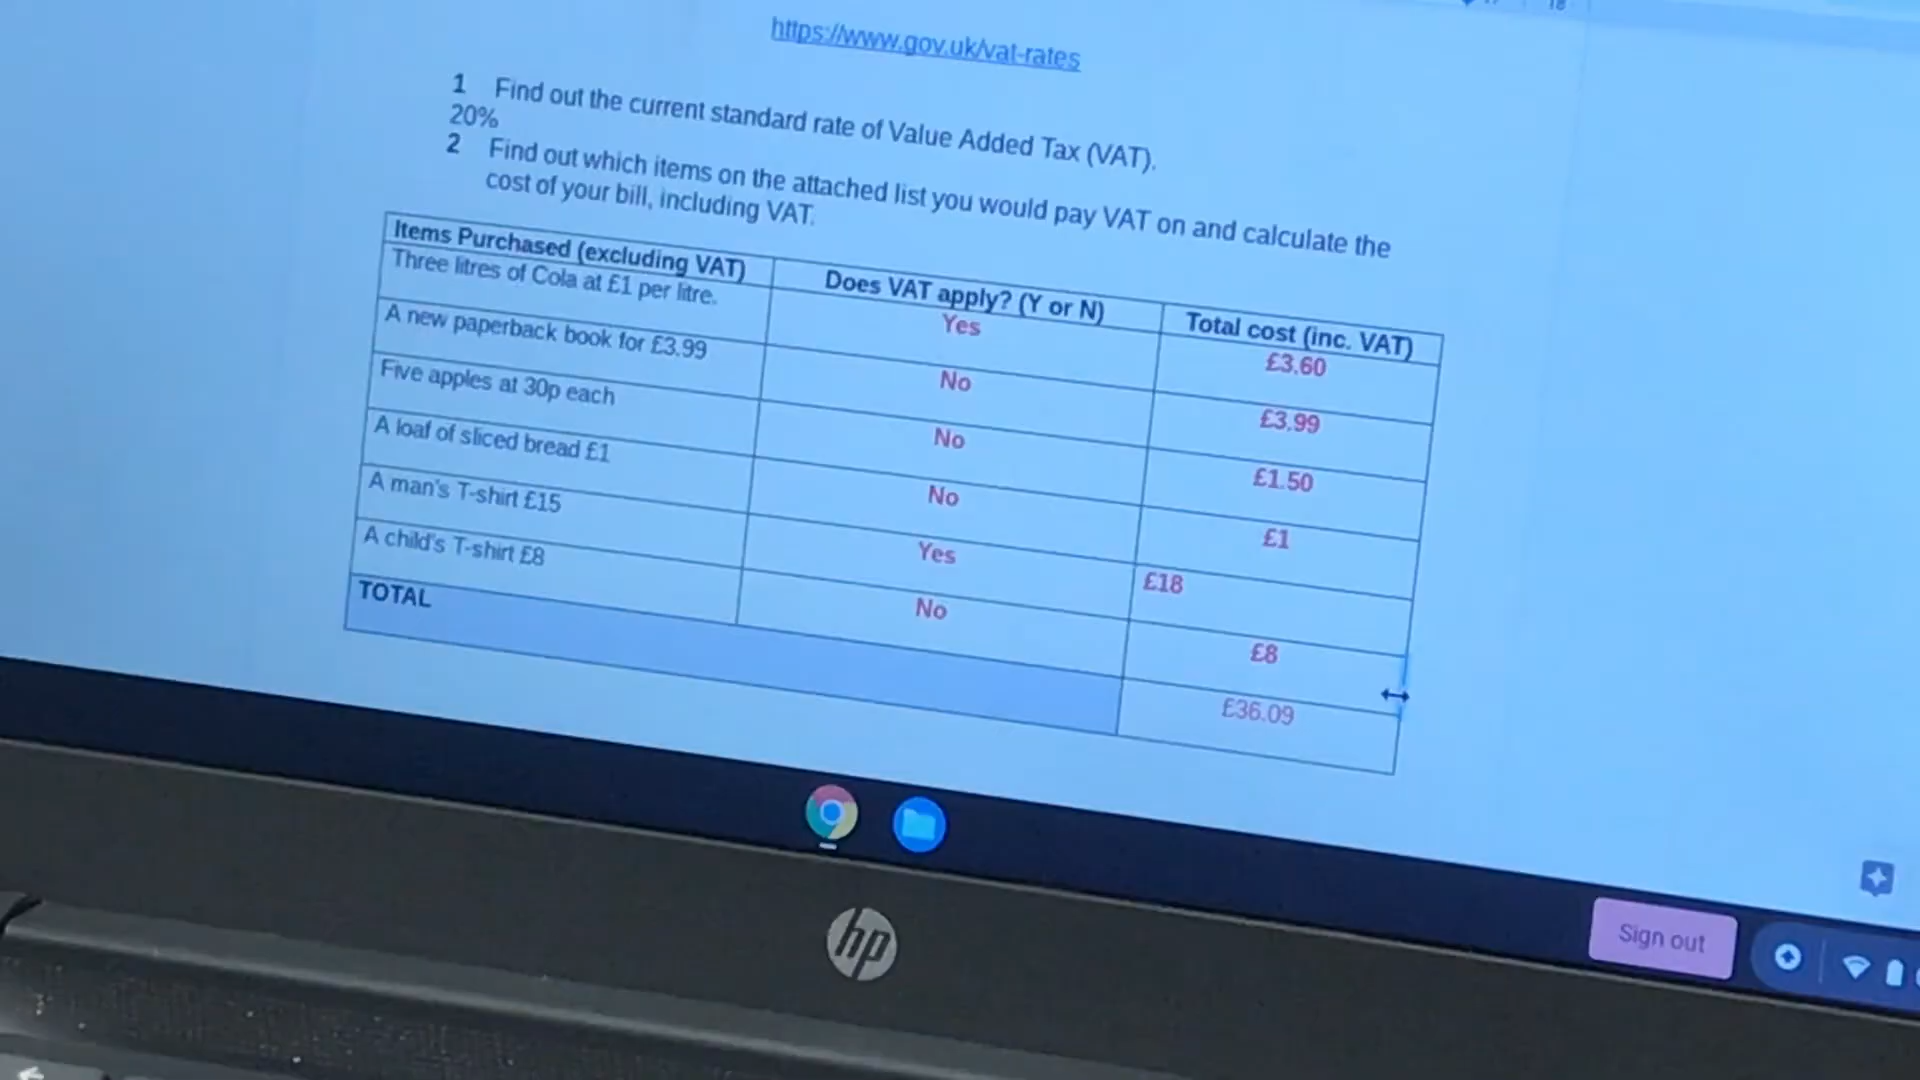 18
https://www.gov.uk/vat-rates
1 Find out the current standard rate of Value Added Tax (VAT).
20%
2 Find out which items on the attached list you would pay VAT on and calculate the
cost of your bill, including VAT.
Items Purchased (excluding VAT) Does VAT apply? (Y or N) Total cost (inc. VAT)
Three litres of Cola at £1 per litre. Yes £3.60
A new paperback book for £3.99 No £3.99
Five apples at 30p each No £1.50
A loaf of sliced bread £1 No £1
A man's T-shirt £15 Yes £18
A child's T-shirt £8 No £8
TOTAL £36.09
Sign out
hp